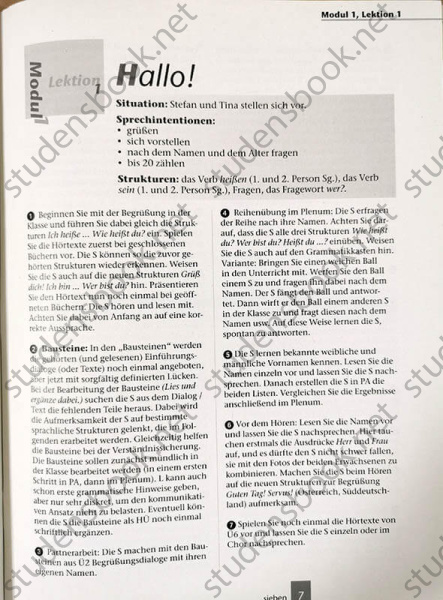 Modul 1, Lektion 1
Modul
Lektion 1
Hallo!
Situation: Stefan und Tina stellen sich vor.
Sprechintentionen:
• grüßen
• sich vorstellen
• nach dem Namen und dem Alter fragen
• bis 20 zählen
Strukturen: das Verb heißen (1. und 2. Person Sg.), das Verb
sein (1. und 2. Person Sg.), Fragen, das Fragewort wer?.
1 Beginnen Sie mit der Begrüßung in der
Klasse und führen Sie dabei gleich die Struk-
turen Ich heiße ... Wie heißt du? ein. Spielen
Sie die Hörtexte zuerst bei geschlossenen
Büchern vor. Die S können so die zuvor ge-
hörten Strukturen wiedererkennen. Weisen
Sie die S auch auf die neuen Strukturen Grüß
dich! Ich bin ... Wer bist du? hin. Präsentieren
Sie den Hörtext noch einmal bei geöff-
neten Büchern. Die S hören und lesen mit.
Achten Sie dabei von Anfang an auf eine kor-
rekte Aussprache.
2 Bausteine: In den „Bausteinen" werden
die gehörten (und gelesenen) Einführungs-
dialoge (oder Texte) noch einmal angeboten,
aber jetzt mit sorgfältig definierten Lücken.
Bei der Bearbeitung der Bausteine (Lies und
ergänze dabei.) suchen die S aus dem Dialog /
Text die fehlenden Teile heraus. Dabei wird
die Aufmerksamkeit der S auf bestimmte
sprachliche Strukturen gelenkt, die im Fol-
genden erarbeitet werden. Gleichzeitig helfen
die Bausteine bei der Verständnissicherung.
Die Bausteine sollen zunächst mündlich in
der Klasse bearbeitet werden (in einem ersten
Schritt in PA, dann im Plenum). L kann auch
schon erste grammatische Hinweise geben,
aber nur sehr diskret, um den kommunikati-
ven Ansatz nicht zu belasten. Eventuell kön-
nen die S die Bausteine als HÜ noch einmal
schriftlich ergänzen.
3 Partnerarbeit: Die S machen mit den Bau-
steinen aus Ü2 Begrüßungsdialoge mit ihren
eigenen Namen.
4 Reihenübung im Plenum: Die S erfragen
der Reihe nach ihre Namen. Achten Sie dar-
auf, dass die S alle drei Strukturen Wie heißt
du? Wer bist du? Heißt du ...? einüben. Weisen
Sie die S auch auf den Grammatikkasten hin.
Variante: Bringen Sie einen weichen Ball
in den Unterricht mit. Werfen Sie den Ball
einem S zu und fragen ihn dabei nach dem
Namen. Der S fängt den Ball und antwor-
tet. Dann wirft er den Ball einem anderen S
in der Klasse zu und fragt diesen nach dem
Namen usw. Auf diese Weise lernen die S,
spontan zu antworten.
5 Die S lernen bekannte weibliche und
männliche Vornamen kennen. Lesen Sie die
Namen einzeln vor und lassen Sie die S nach-
sprechen. Danach erstellen die S in PA die
beiden Listen. Vergleichen Sie die Ergebnisse
anschließend im Plenum.
6 Vor dem Hören: Lesen Sie die Namen vor
und lassen Sie die S nachsprechen. Hier tau-
chen erstmals die Ausdrücke Herr und Frau
auf, und es dürfte den S nicht schwer fallen,
sie mit den Fotos der beiden Erwachsenen zu
kombinieren. Machen Sie die S beim Hören
auf die neuen Strukturen zur Begrüßung
Guten Tag! Servus (Österreich, Süddeutsch-
land) aufmerksam.
7 Spielen Sie noch einmal die Hörtexte von
Ü6 vor und lassen Sie die S einzeln oder im
Chor nachsprechen.
sieben 7
studensbook.net